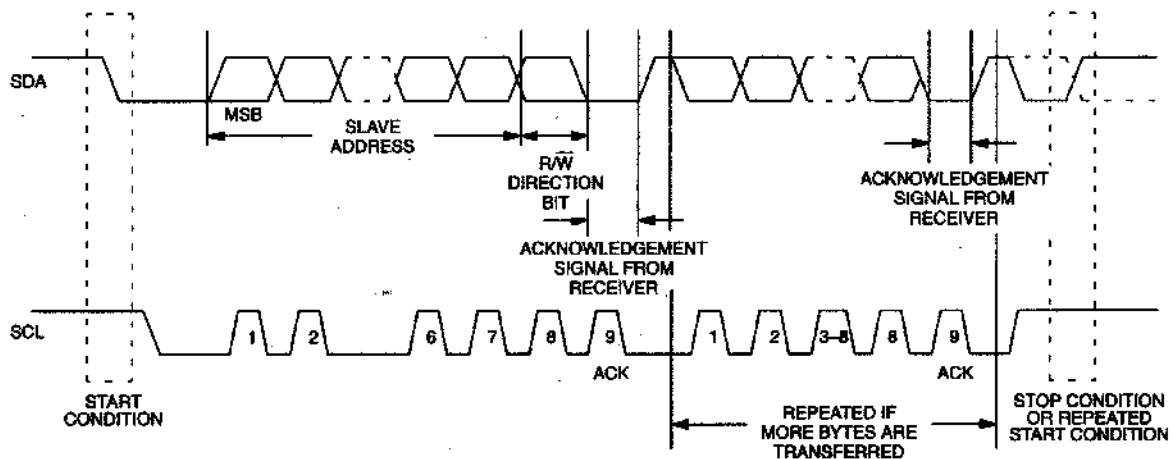 SDA
MSB
SLAVE
ADDRESS
R/W̅
DIRECTION
BIT
ACKNOWLEDGEMENT
SIGNAL FROM
RECEIVER
ACKNOWLEDGEMENT
SIGNAL FROM
RECEIVER
SCL
1
2
6
7
8
9
1
2
3–8
8
9
ACK
ACK
START
CONDITION
REPEATED IF
MORE BYTES ARE
TRANSFERRED
STOP CONDITION
OR REPEATED
START CONDITION